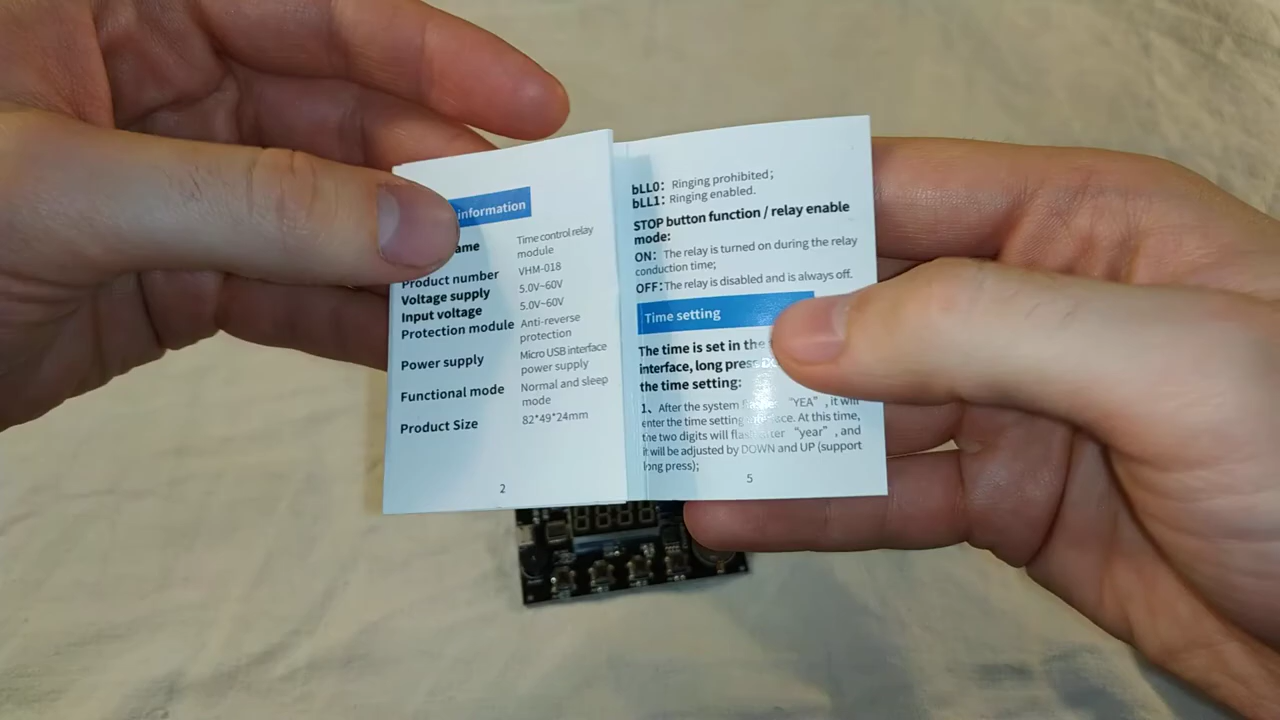 information
ame Time control relay
module
Product number VHM-018
Voltage supply 5.0V~60V
Input voltage 5.0V~60V
Protection module Anti-reverse
protection
Power supply Micro USB interface
power supply
Functional mode Normal and sleep
mode
Product Size 82*49*24mm
2
bLL0: Ringing prohibited;
bLL1: Ringing enabled.
STOP button function / relay enable
mode:
ON: The relay is turned on during the relay
conduction time;
OFF: The relay is disabled and is always off.
Time setting
The time is set in the
interface, long press
the time setting:
1、 After the system "YEA" , it will
enter the time setting At this time,
the two digits will "year" , and
it will be adjusted by DOWN and UP (support
long press);
5